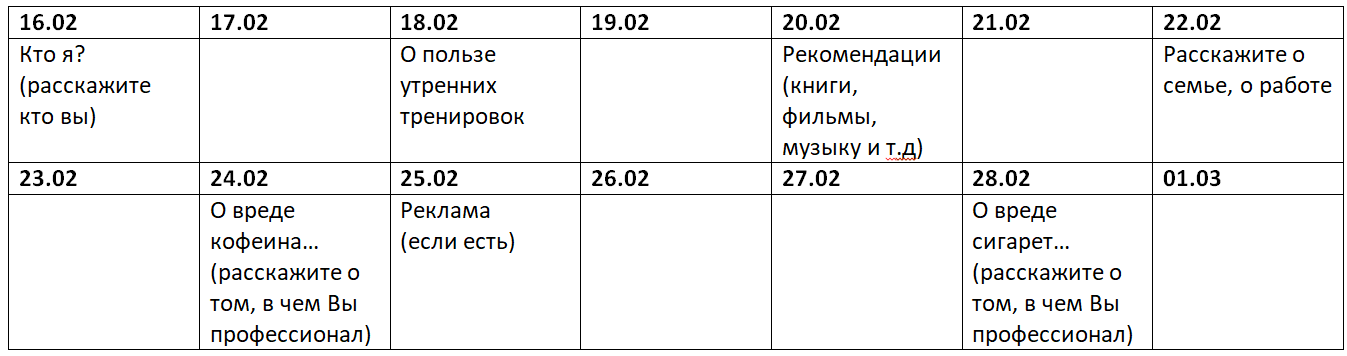 16.02 17.02 18.02 19.02 20.02 21.02 22.02
Кто я?
(расскажите
кто вы)
О пользе
утренних
тренировок
Рекомендации
(книги,
фильмы,
музыку и т.д)
Расскажите о
семье, о работе
23.02 24.02 25.02 26.02 27.02 28.02 01.03
О вреде
кофеина...
(расскажите о
том, в чем Вы
профессионал)
Реклама
(если есть)
О вреде
сигарет...
(расскажите о
том, в чем Вы
профессионал)